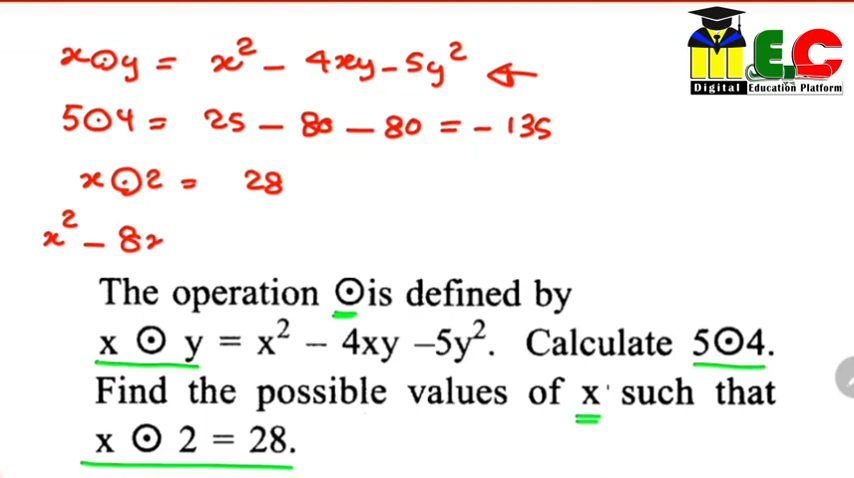 x⊙y = x² - 4xy - 5y²
MEC
Digital Education Platform
5⊙4 = 25 - 80 - 80 = -135
x⊙2 = 28
x² - 8x
The operation ⊙ is defined by
x ⊙ y = x² - 4xy -5y². Calculate 5⊙4.
Find the possible values of x such that
x ⊙ 2 = 28.